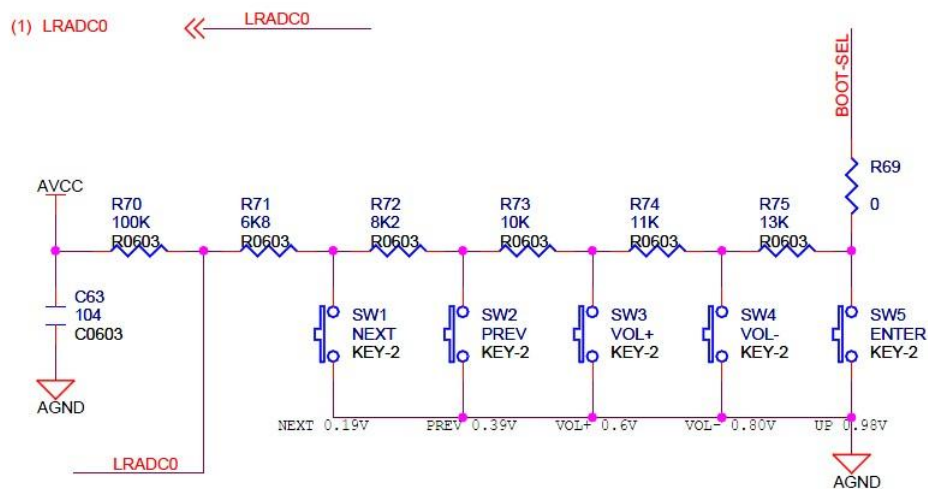 (1) LRADC0
LRADC0
BOOT-SEL
R69
0
AVCC
R70
100K
R0603
R71
6K8
R0603
R72
8K2
R0603
R73
10K
R0603
R74
11K
R0603
R75
13K
R0603
C63
104
C0603
SW1
NEXT
KEY-2
SW2
PREV
KEY-2
SW3
VOL+
KEY-2
SW4
VOL-
KEY-2
SW5
ENTER
KEY-2
AGND
NEXT 0.19V
PREV 0.39V
VOL+ 0.6V
VOL- 0.80V
UP 0.98V
LRADC0
AGND